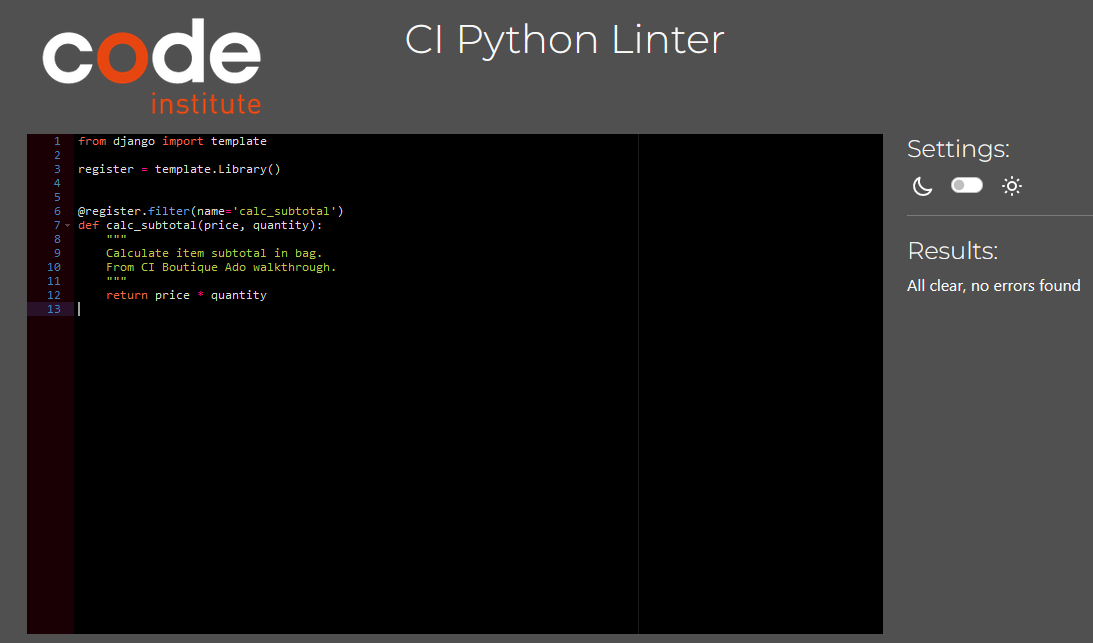 code
institute
CI Python Linter
1 from django import template
2
3 register = template.Library()
4
5
6 @register.filter(name='calc_subtotal')
7 def calc_subtotal(price, quantity):
8     """
9     Calculate item subtotal in bag.
10     From CI Boutique Ado walkthrough.
11     """
12     return price * quantity
13
Settings:
Results:
All clear, no errors found